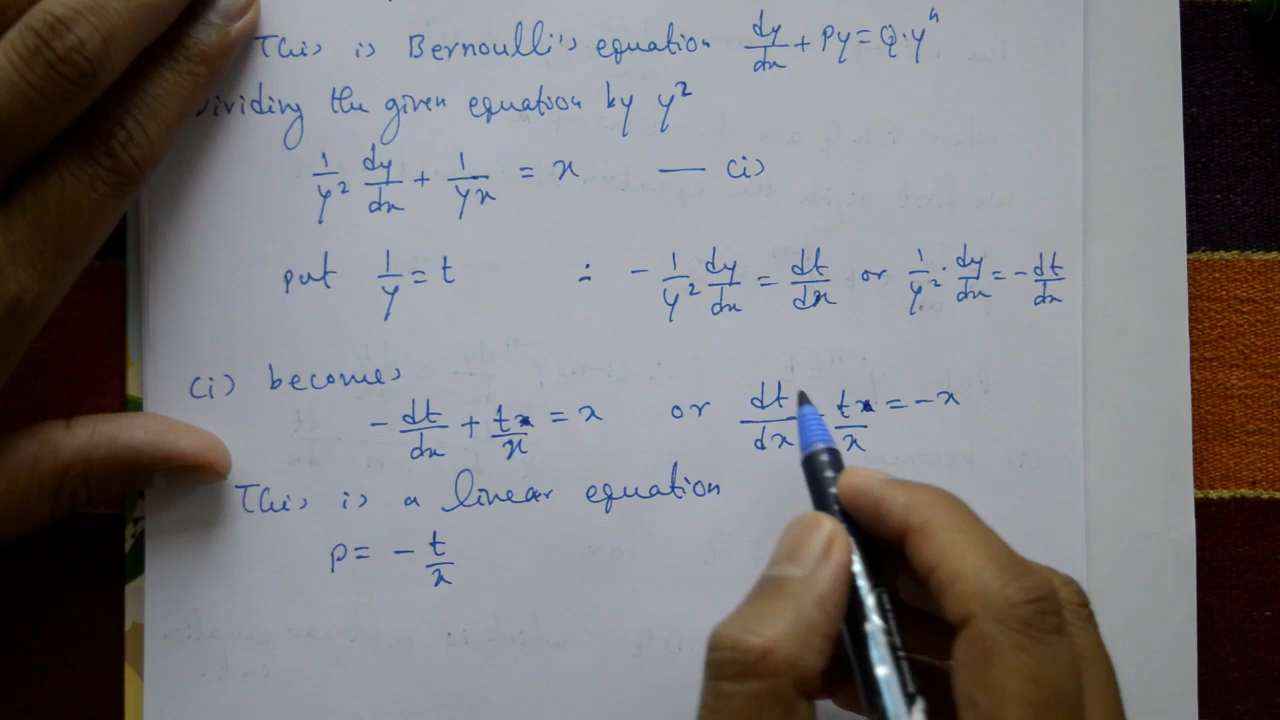 This is Bernoulli's equation dy/dx + Py = Q·yⁿ
ividing the given equation by y²
1/y² dy/dx + 1/yx = x — (i)
put 1/y = t ∴ - 1/y² dy/dx = dt/dx or 1/y² · dy/dx = - dt/dx
(i) becomes
- dt/dx + t/x = x or dt/dx - t/x = -x
This is a linear equation
P = - t/x